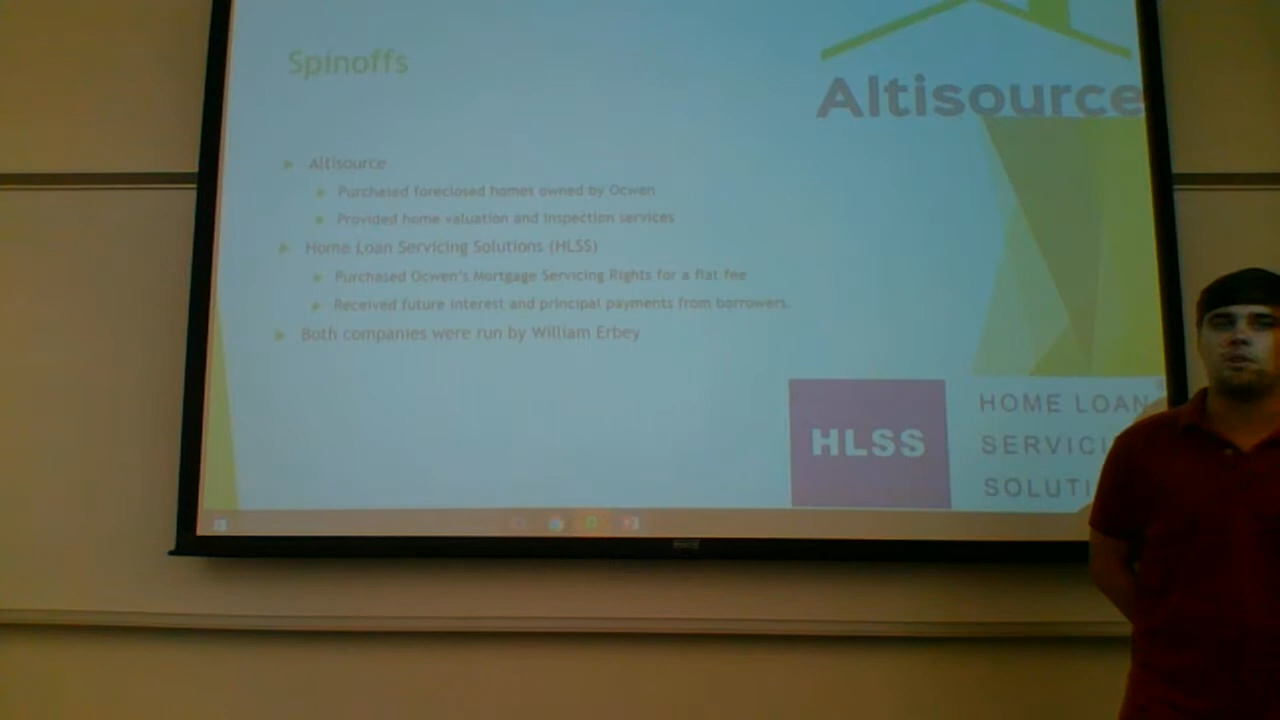 Spinoffs
Altisource
Altisource
Purchased foreclosed homes owned by Ocwen
Provided home valuation and inspection services
Home Loan Servicing Solutions (HLSS)
Purchased Ocwen's Mortgage Servicing Rights for a flat fee
Received future interest and principal payments from borrowers.
Both companies were run by William Erbey
HLSS
HOME LOAN
SERVICI
SOLUTI